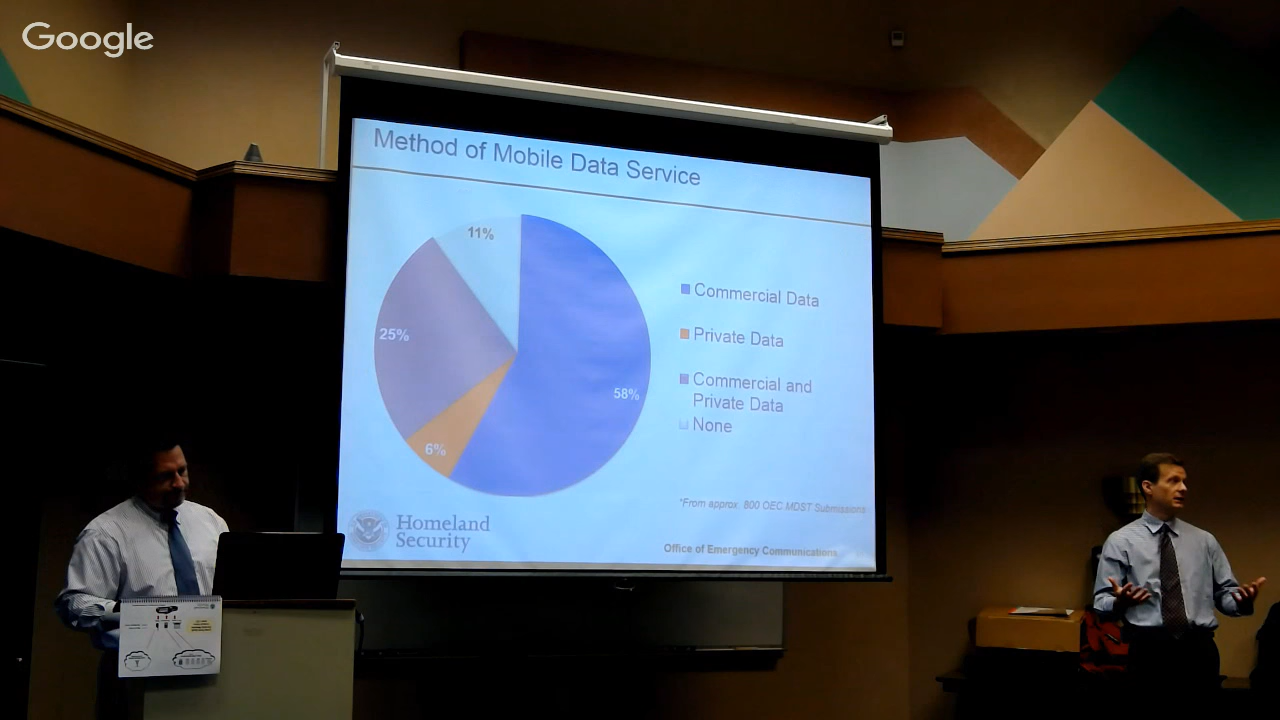 Google
Method of Mobile Data Service
11%
25%
58%
6%
Commercial Data
Private Data
Commercial and
Private Data
None
*From approx. 800 OEC MDST Submissions
Homeland
Security
Office of Emergency Communications